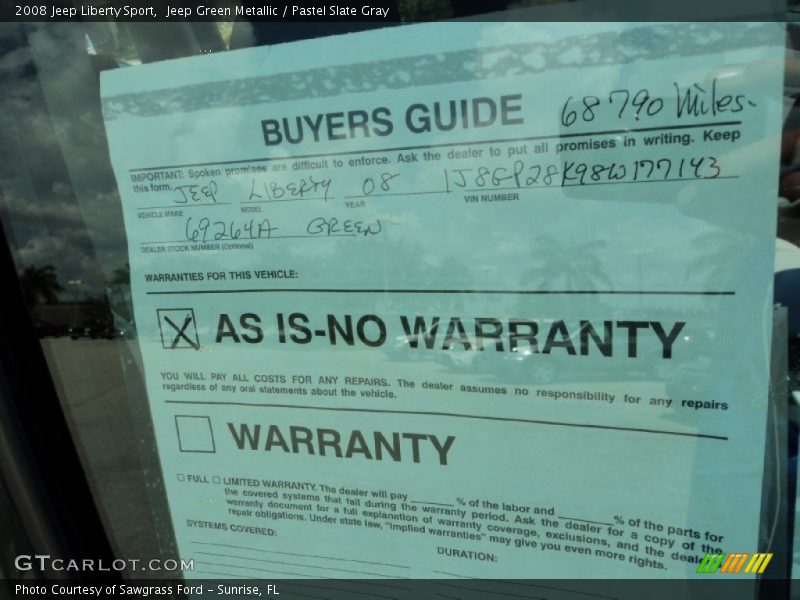 2008 Jeep Liberty Sport,  Jeep Green Metallic / Pastel Slate Gray
BUYERS GUIDE
68790 Miles.
IMPORTANT: Spoken promises are difficult to enforce. Ask the dealer to put all promises in writing. Keep
this form.
JEEP LIBERTY 08 1J8GP28K98W177143
VEHICLE MAKE MODEL YEAR VIN NUMBER
69264A GREEN
DEALER STOCK NUMBER (Optional)
WARRANTIES FOR THIS VEHICLE:
X AS IS-NO WARRANTY
YOU WILL PAY ALL COSTS FOR ANY REPAIRS. The dealer assumes no responsibility for any repairs
regardless of any oral statements about the vehicle.
WARRANTY
☐ FULL ☐ LIMITED WARRANTY. The dealer will pay ______ % of the labor and ______ % of the parts for
the covered systems that fail during the warranty period. Ask the dealer for a copy of the
warranty document for a full explanation of warranty coverage, exclusions, and the dealer
repair obligations. Under state law, "implied warranties" may give you even more rights.
SYSTEMS COVERED: DURATION:
GTCARLOT.COM
Photo Courtesy of Sawgrass Ford - Sunrise, FL